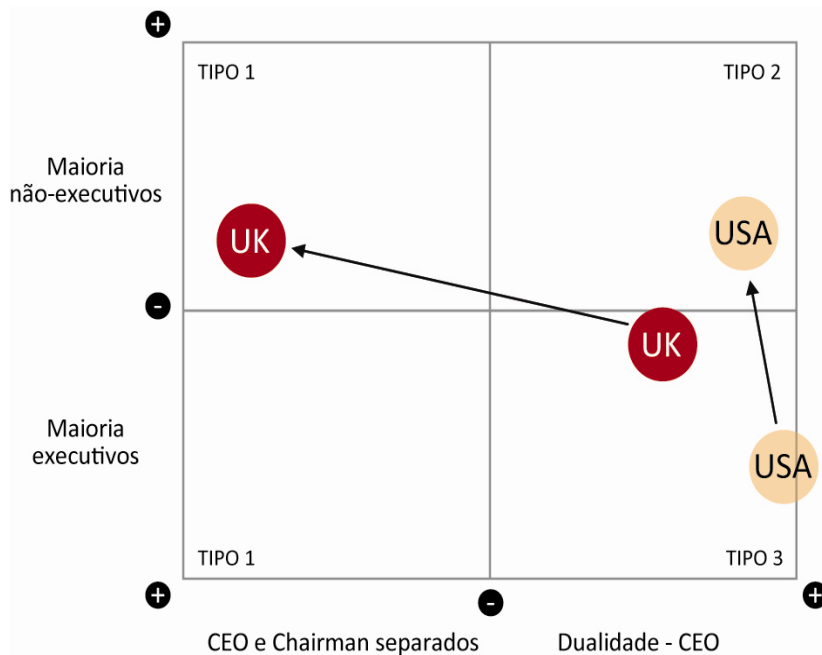 +
TIPO 1
TIPO 2
Maioria
não-executivos
UK
USA
-
UK
Maioria
executivos
USA
TIPO 1
TIPO 3
+
-
+
CEO e Chairman separados
Dualidade - CEO